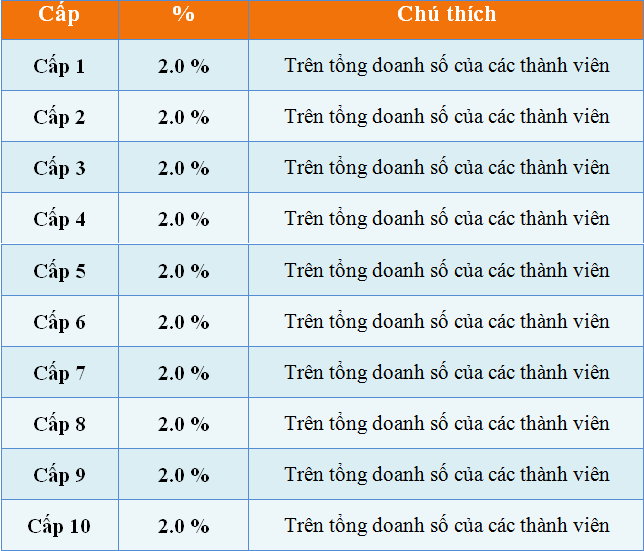 Cấp % Chú thích
Cấp 1 2.0 % Trên tổng doanh số của các thành viên
Cấp 2 2.0 % Trên tổng doanh số của các thành viên
Cấp 3 2.0 % Trên tổng doanh số của các thành viên
Cấp 4 2.0 % Trên tổng doanh số của các thành viên
Cấp 5 2.0 % Trên tổng doanh số của các thành viên
Cấp 6 2.0 % Trên tổng doanh số của các thành viên
Cấp 7 2.0 % Trên tổng doanh số của các thành viên
Cấp 8 2.0 % Trên tổng doanh số của các thành viên
Cấp 9 2.0 % Trên tổng doanh số của các thành viên
Cấp 10 2.0 % Trên tổng doanh số của các thành viên